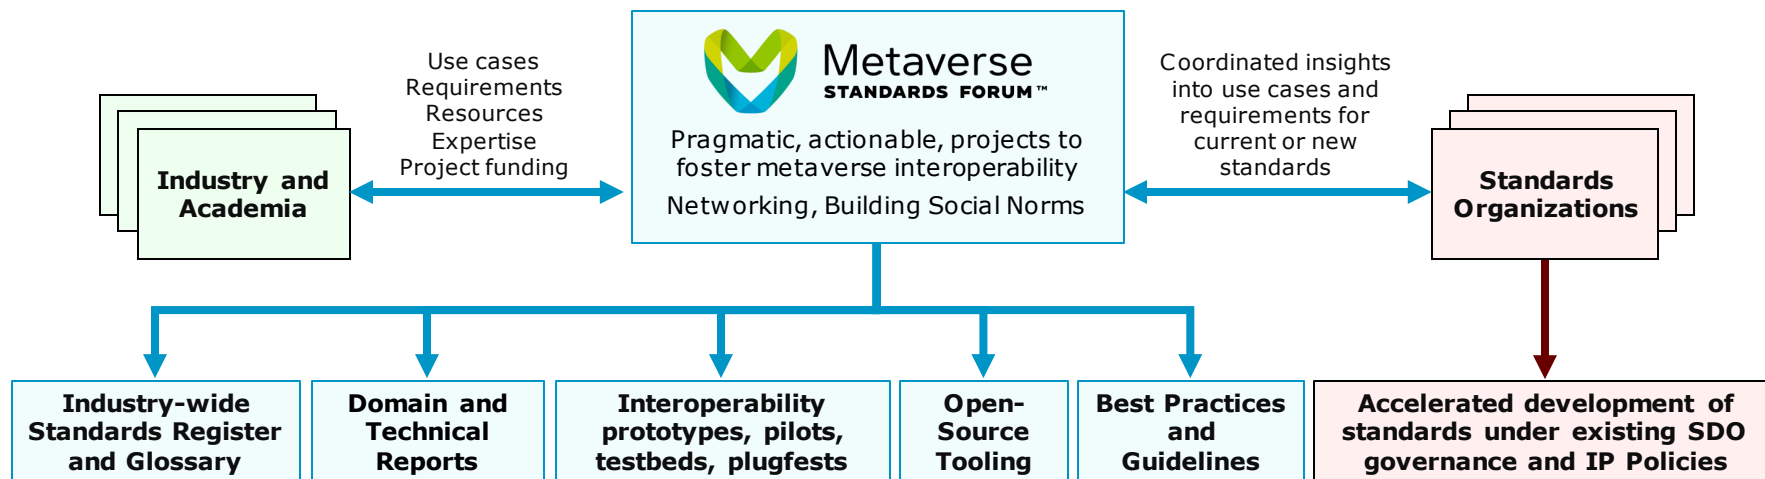 Use cases
Requirements
Resources
Expertise
Project funding
Industry and
Academia
Metaverse
STANDARDS FORUM™
Pragmatic, actionable, projects to
foster metaverse interoperability
Networking, Building Social Norms
Coordinated insights
into use cases and
requirements for
current or new
standards
Standards
Organizations
Industry-wide
Standards Register
and Glossary
Domain and
Technical
Reports
Interoperability
prototypes, pilots,
testbeds, plugfests
Open-
Source
Tooling
Best Practices
and
Guidelines
Accelerated development of
standards under existing SDO
governance and IP Policies